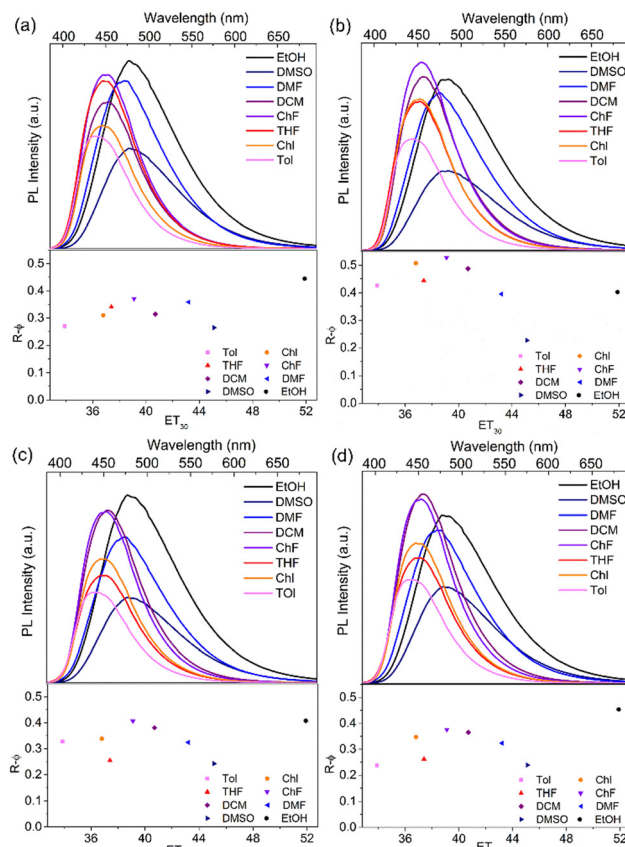 (a)
Wavelength (nm)
400 450 500 550 600 650
PL Intensity (a.u.)
EtOH
DMSO
DMF
DCM
ChF
THF
Chl
Tol
R-ϕ
0.5
0.4
0.3
0.2
0.1
0.0
Tol Chl
THF ChF
DCM DMF
DMSO EtOH
36 40 44 48 52
ET30
(b)
Wavelength (nm)
400 450 500 550 600 650
PL Intensity (a.u.)
EtOH
DMSO
DMF
DCM
ChF
THF
Chl
Tol
R-ϕ
0.5
0.4
0.3
0.2
0.1
0.0
Tol Chl
THF ChF
DCM DMF
DMSO EtOH
36 40 44 48 52
ET30
(c)
Wavelength (nm)
400 450 500 550 600 650
PL Intensity (a.u.)
EtOH
DMSO
DMF
DCM
ChF
THF
Chl
TOl
R-ϕ
0.5
0.4
0.3
0.2
0.1
0.0
Tol Chl
THF ChF
DCM DMF
DMSO EtOH
36 40 44 48 52
(d)
Wavelength (nm)
400 450 500 550 600 650
PL Intensity (a.u.)
EtOH
DMSO
DMF
DCM
ChF
THF
Chl
Tol
R-ϕ
0.5
0.4
0.3
0.2
0.1
0.0
Tol Chl
THF ChF
DCM DMF
DMSO EtOH
36 40 44 48 52